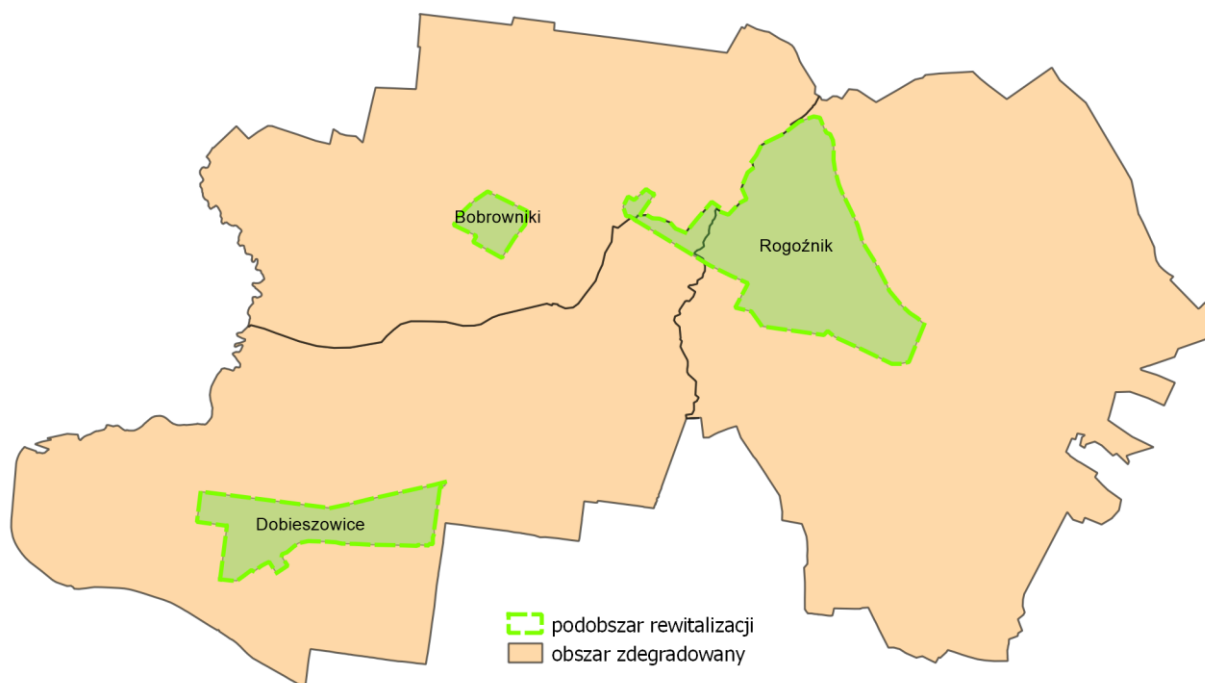 Bobrowniki
Rogoźnik
Dobieszowice
podobszar rewitalizacji
obszar zdegradowany